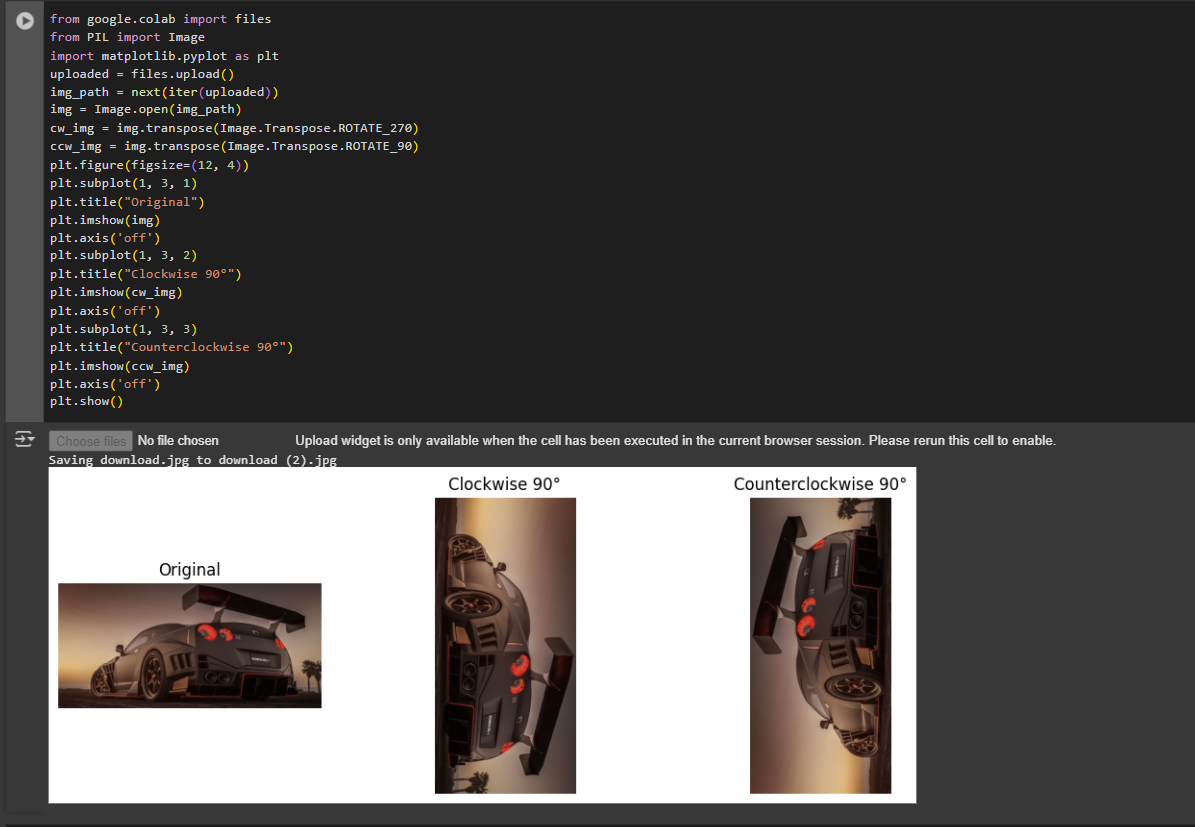 from google.colab import files
from PIL import Image
import matplotlib.pyplot as plt
uploaded = files.upload()
img_path = next(iter(uploaded))
img = Image.open(img_path)
cw_img = img.transpose(Image.Transpose.ROTATE_270)
ccw_img = img.transpose(Image.Transpose.ROTATE_90)
plt.figure(figsize=(12, 4))
plt.subplot(1, 3, 1)
plt.title("Original")
plt.imshow(img)
plt.axis('off')
plt.subplot(1, 3, 2)
plt.title("Clockwise 90°")
plt.imshow(cw_img)
plt.axis('off')
plt.subplot(1, 3, 3)
plt.title("Counterclockwise 90°")
plt.imshow(ccw_img)
plt.axis('off')
plt.show()
Choose files No file chosen Upload widget is only available when the cell has been executed in the current browser session. Please rerun this cell to enable.
Saving download.jpg to download (2).jpg
Original
Clockwise 90°
Counterclockwise 90°